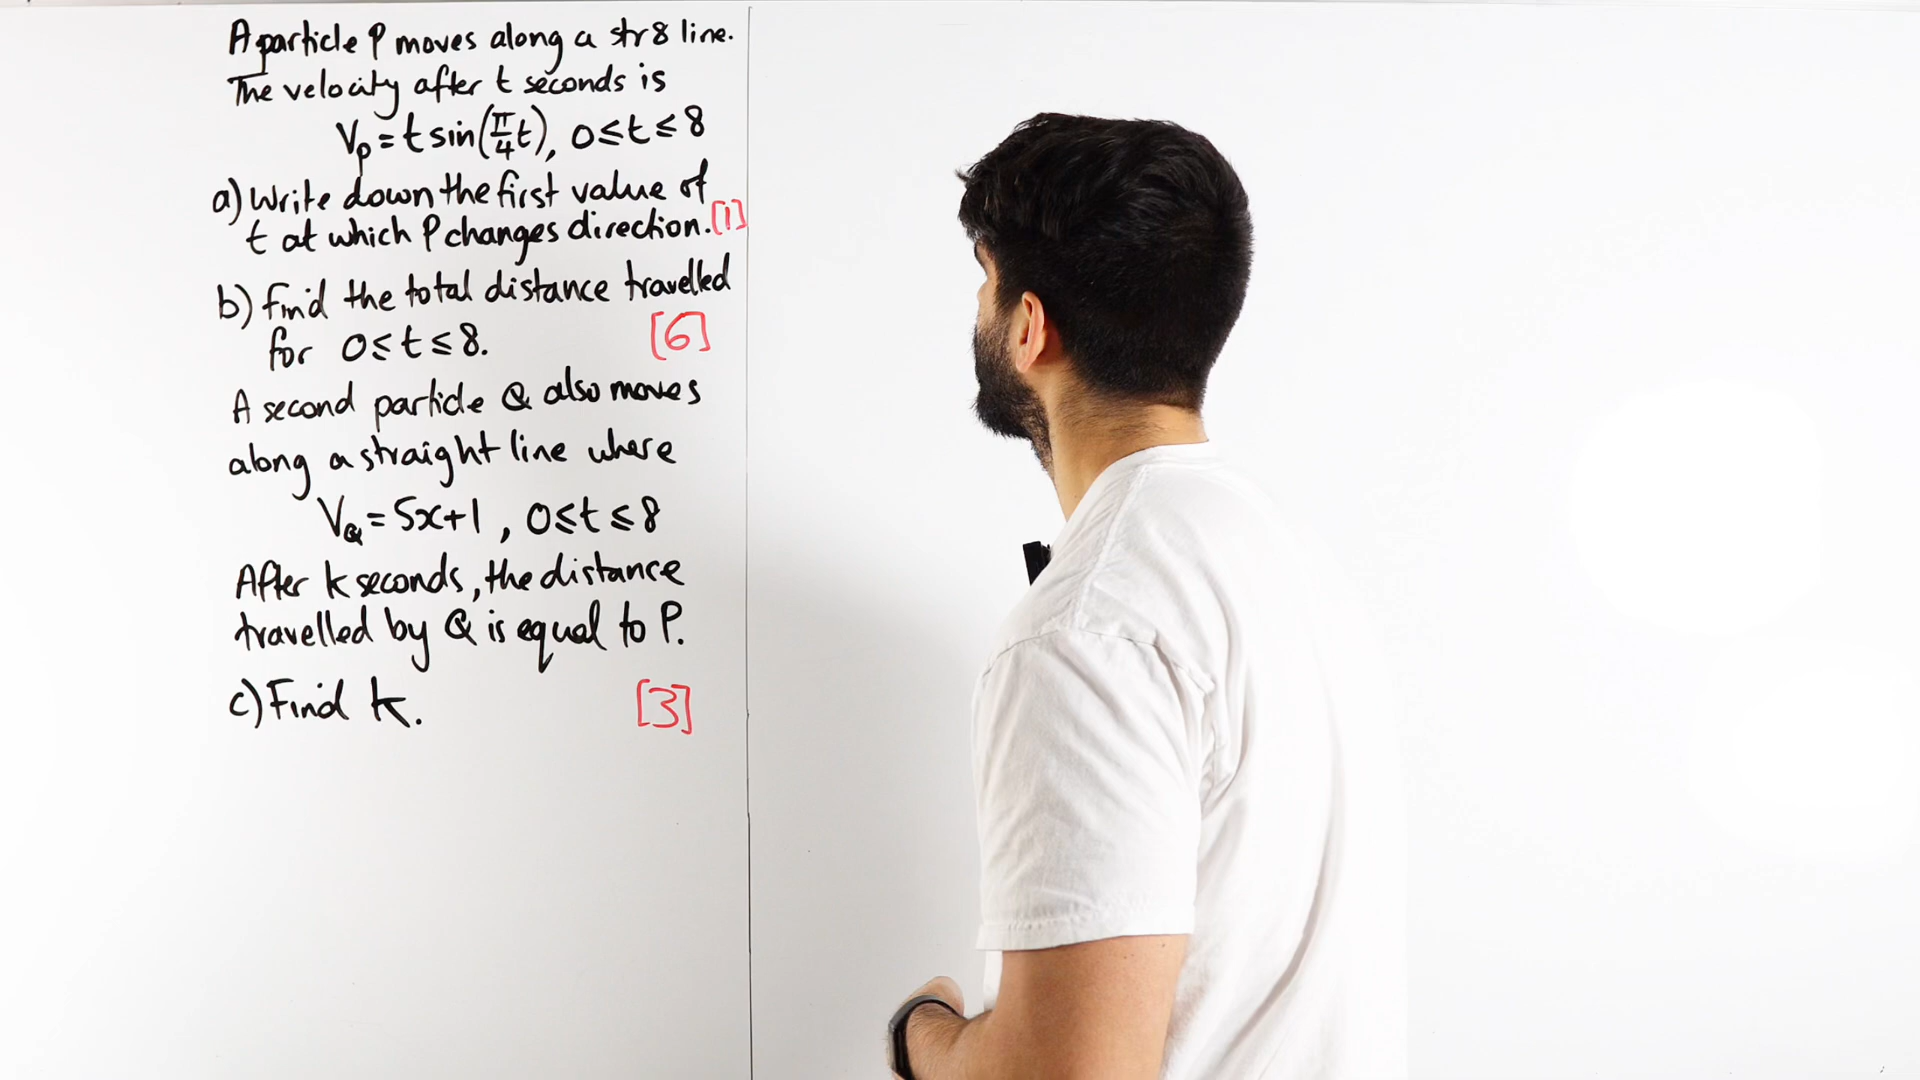 A particle P moves along a str8 line.
The velocity after t seconds is
Vp = t sin(π/4 t), 0 ≤ t ≤ 8
a) Write down the first value of
t at which P changes direction. [1]
b) find the total distance travelled
for 0 ≤ t ≤ 8. [6]
A second particle Q also moves
along a straight line where
VQ = 5x+1, 0 ≤ t ≤ 8
After k seconds, the distance
travelled by Q is equal to P.
c) Find k. [3]